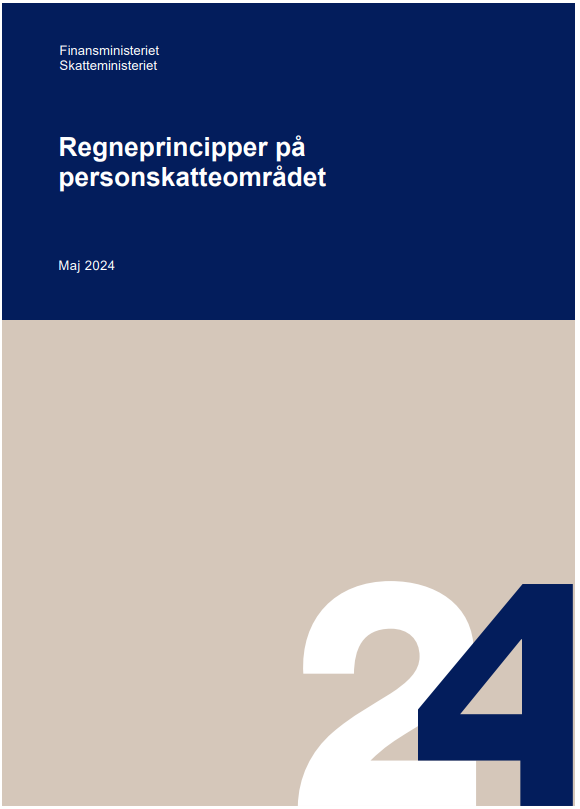 Finansministeriet
Skatteministeriet
Regneprincipper på
personskatteområdet
Maj 2024
24